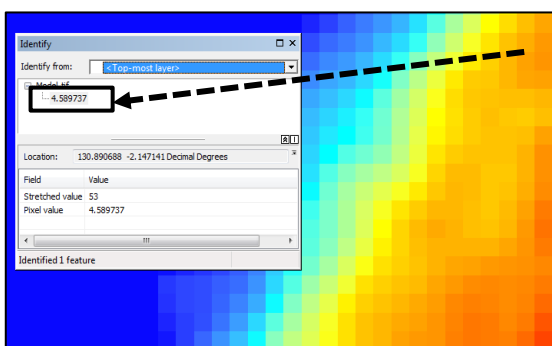 Identify
Identify from: <Top-most layer>
Model.tif
4.589737
Location: 130.890688 -2.147141 Decimal Degrees
Field Value
Stretched value 53
Pixel value 4.589737
Identified 1 feature